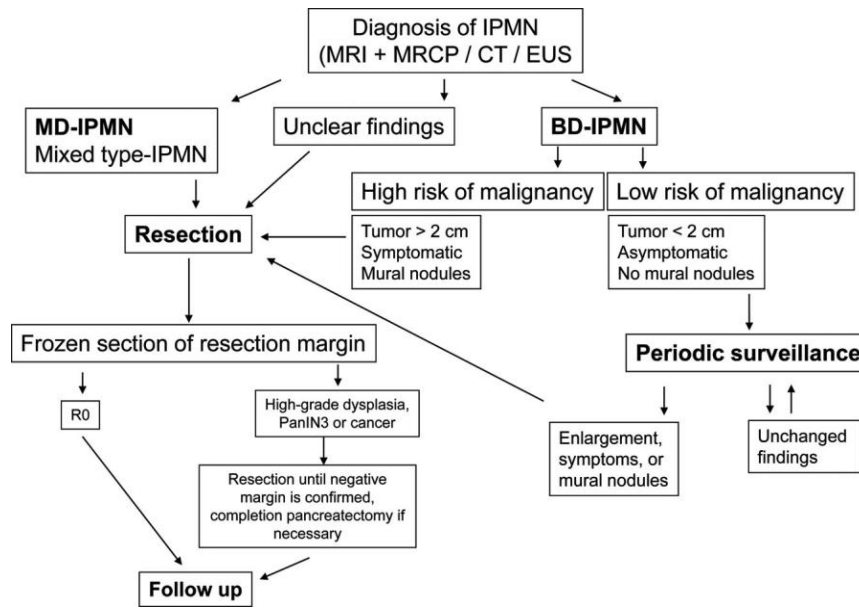 Diagnosis of IPMN
(MRI + MRCP / CT / EUS
MD-IPMN
Mixed type-IPMN
Unclear findings
BD-IPMN
High risk of malignancy
Low risk of malignancy
Tumor > 2 cm
Symptomatic
Mural nodules
Tumor < 2 cm
Asymptomatic
No mural nodules
Resection
Periodic surveillance
Frozen section of resection margin
R0
High-grade dysplasia,
PanIN3 or cancer
Enlargement,
symptoms, or
mural nodules
Unchanged
findings
Resection until negative
margin is confirmed,
completion pancreatectomy if
necessary
Follow up